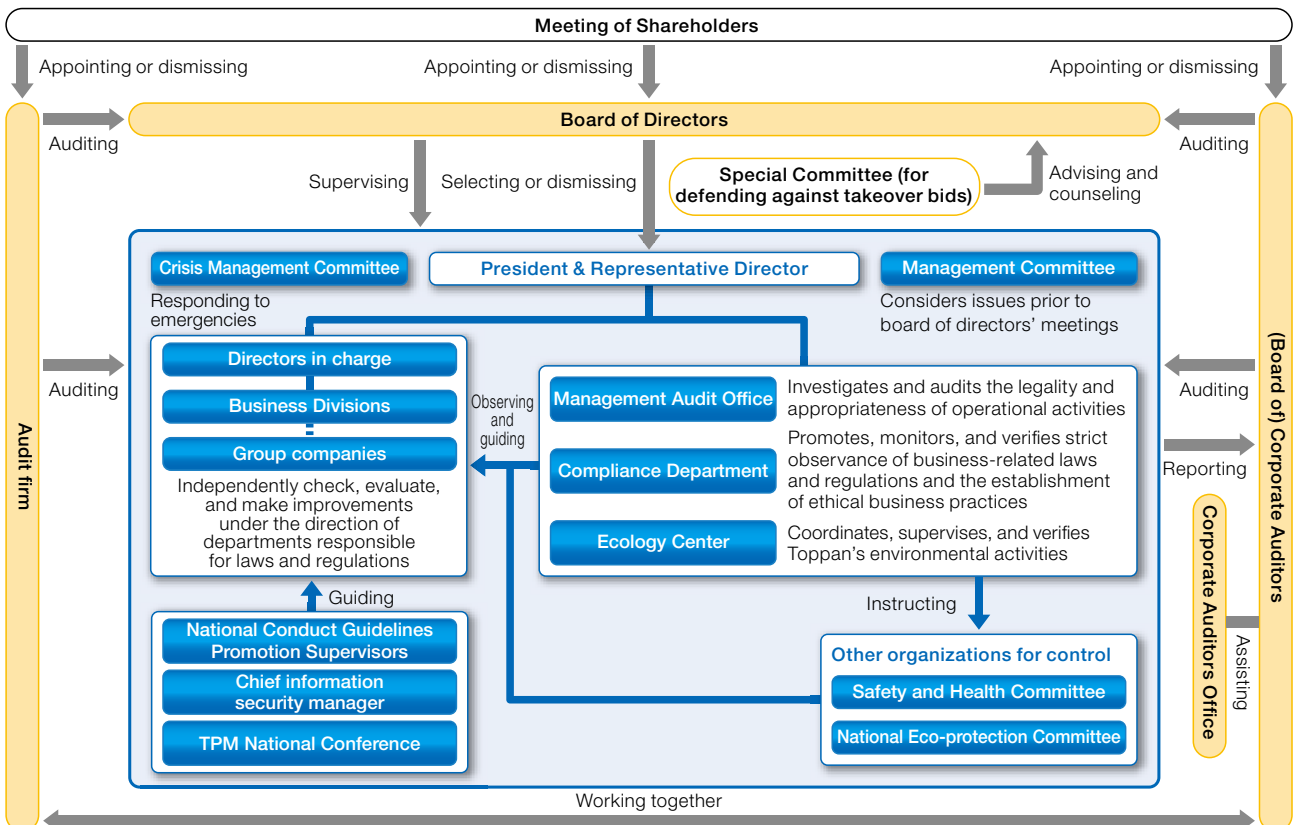 Meeting of Shareholders
Appointing or dismissing
Appointing or dismissing
Appointing or dismissing
Board of Directors
Auditing
Auditing
Supervising
Selecting or dismissing
Special Committee (for
defending against takeover bids)
Advising and
counseling
Crisis Management Committee
President & Representative Director
Management Committee
Responding to
emergencies
Considers issues prior to
board of directors’ meetings
Directors in charge
Business Divisions
Group companies
Independently check, evaluate,
and make improvements
under the direction of
departments responsible
for laws and regulations
Auditing
Observing
and
guiding
Management Audit Office
Investigates and audits the legality and
appropriateness of operational activities
Compliance Department
Promotes, monitors, and verifies strict
observance of business-related laws
and regulations and the establishment
of ethical business practices
Ecology Center
Coordinates, supervises, and verifies
Toppan’s environmental activities
Auditing
Reporting
Audit firm
(Board of) Corporate Auditors
Corporate Auditors Office
Assisting
Guiding
Instructing
National Conduct Guidelines
Promotion Supervisors
Chief information
security manager
TPM National Conference
Other organizations for control
Safety and Health Committee
National Eco-protection Committee
Working together